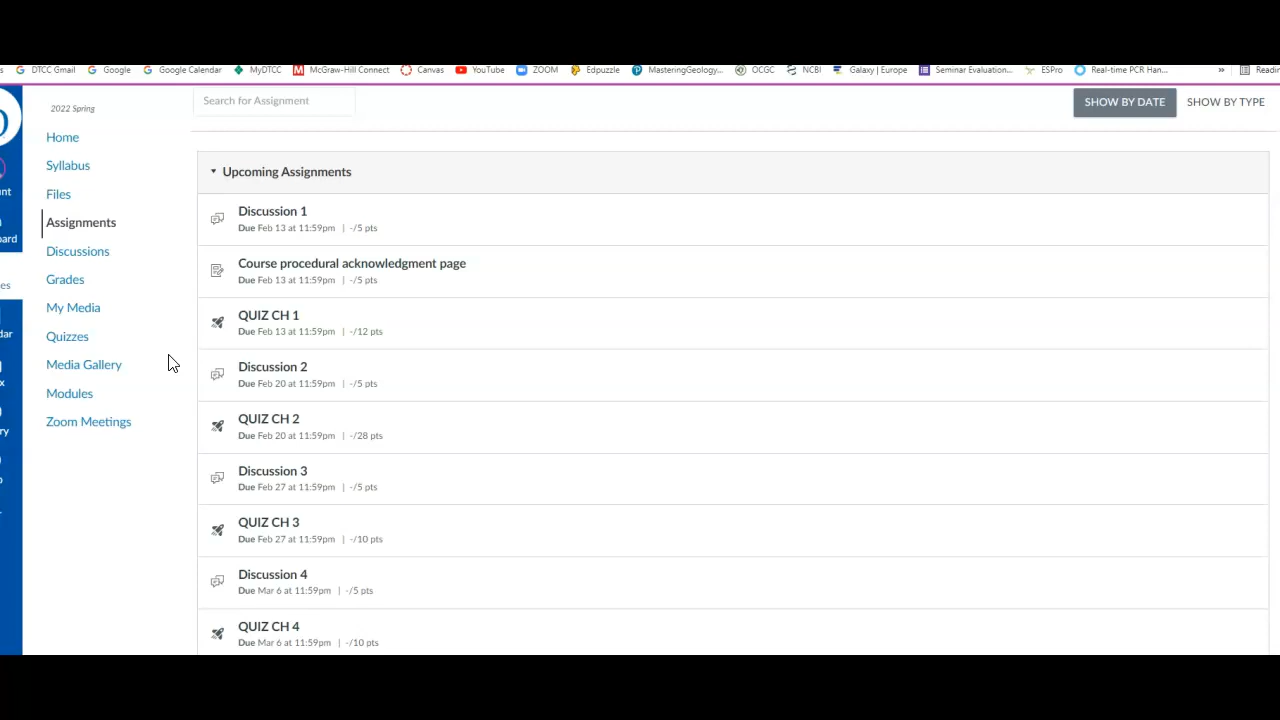 DTCC Gmail Google Google Calendar MyDTCC McGraw-Hill Connect Canvas YouTube ZOOM Edpuzzle MasteringGeology... OCGC NCBI Galaxy | Europe Seminar Evaluation... ESPro Real-time PCR Han... »
2022 Spring
Home
Syllabus
Files
Assignments
Discussions
Grades
My Media
Quizzes
Media Gallery
Modules
Zoom Meetings
Search for Assignment
SHOW BY DATE SHOW BY TYPE
Upcoming Assignments
Discussion 1
Due Feb 13 at 11:59pm | -/5 pts
Course procedural acknowledgment page
Due Feb 13 at 11:59pm | -/5 pts
QUIZ CH 1
Due Feb 13 at 11:59pm | -/12 pts
Discussion 2
Due Feb 20 at 11:59pm | -/5 pts
QUIZ CH 2
Due Feb 20 at 11:59pm | -/28 pts
Discussion 3
Due Feb 27 at 11:59pm | -/5 pts
QUIZ CH 3
Due Feb 27 at 11:59pm | -/10 pts
Discussion 4
Due Mar 6 at 11:59pm | -/5 pts
QUIZ CH 4
Due Mar 6 at 11:59pm | -/10 pts